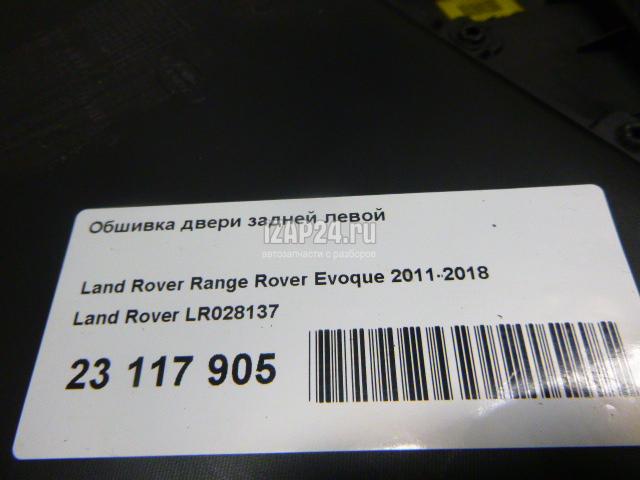 Обшивка двери задней левой
IZAP24.ru
автозапчасти с разборов
Land Rover Range Rover Evoque 2011-2018
Land Rover LR028137
23 117 905